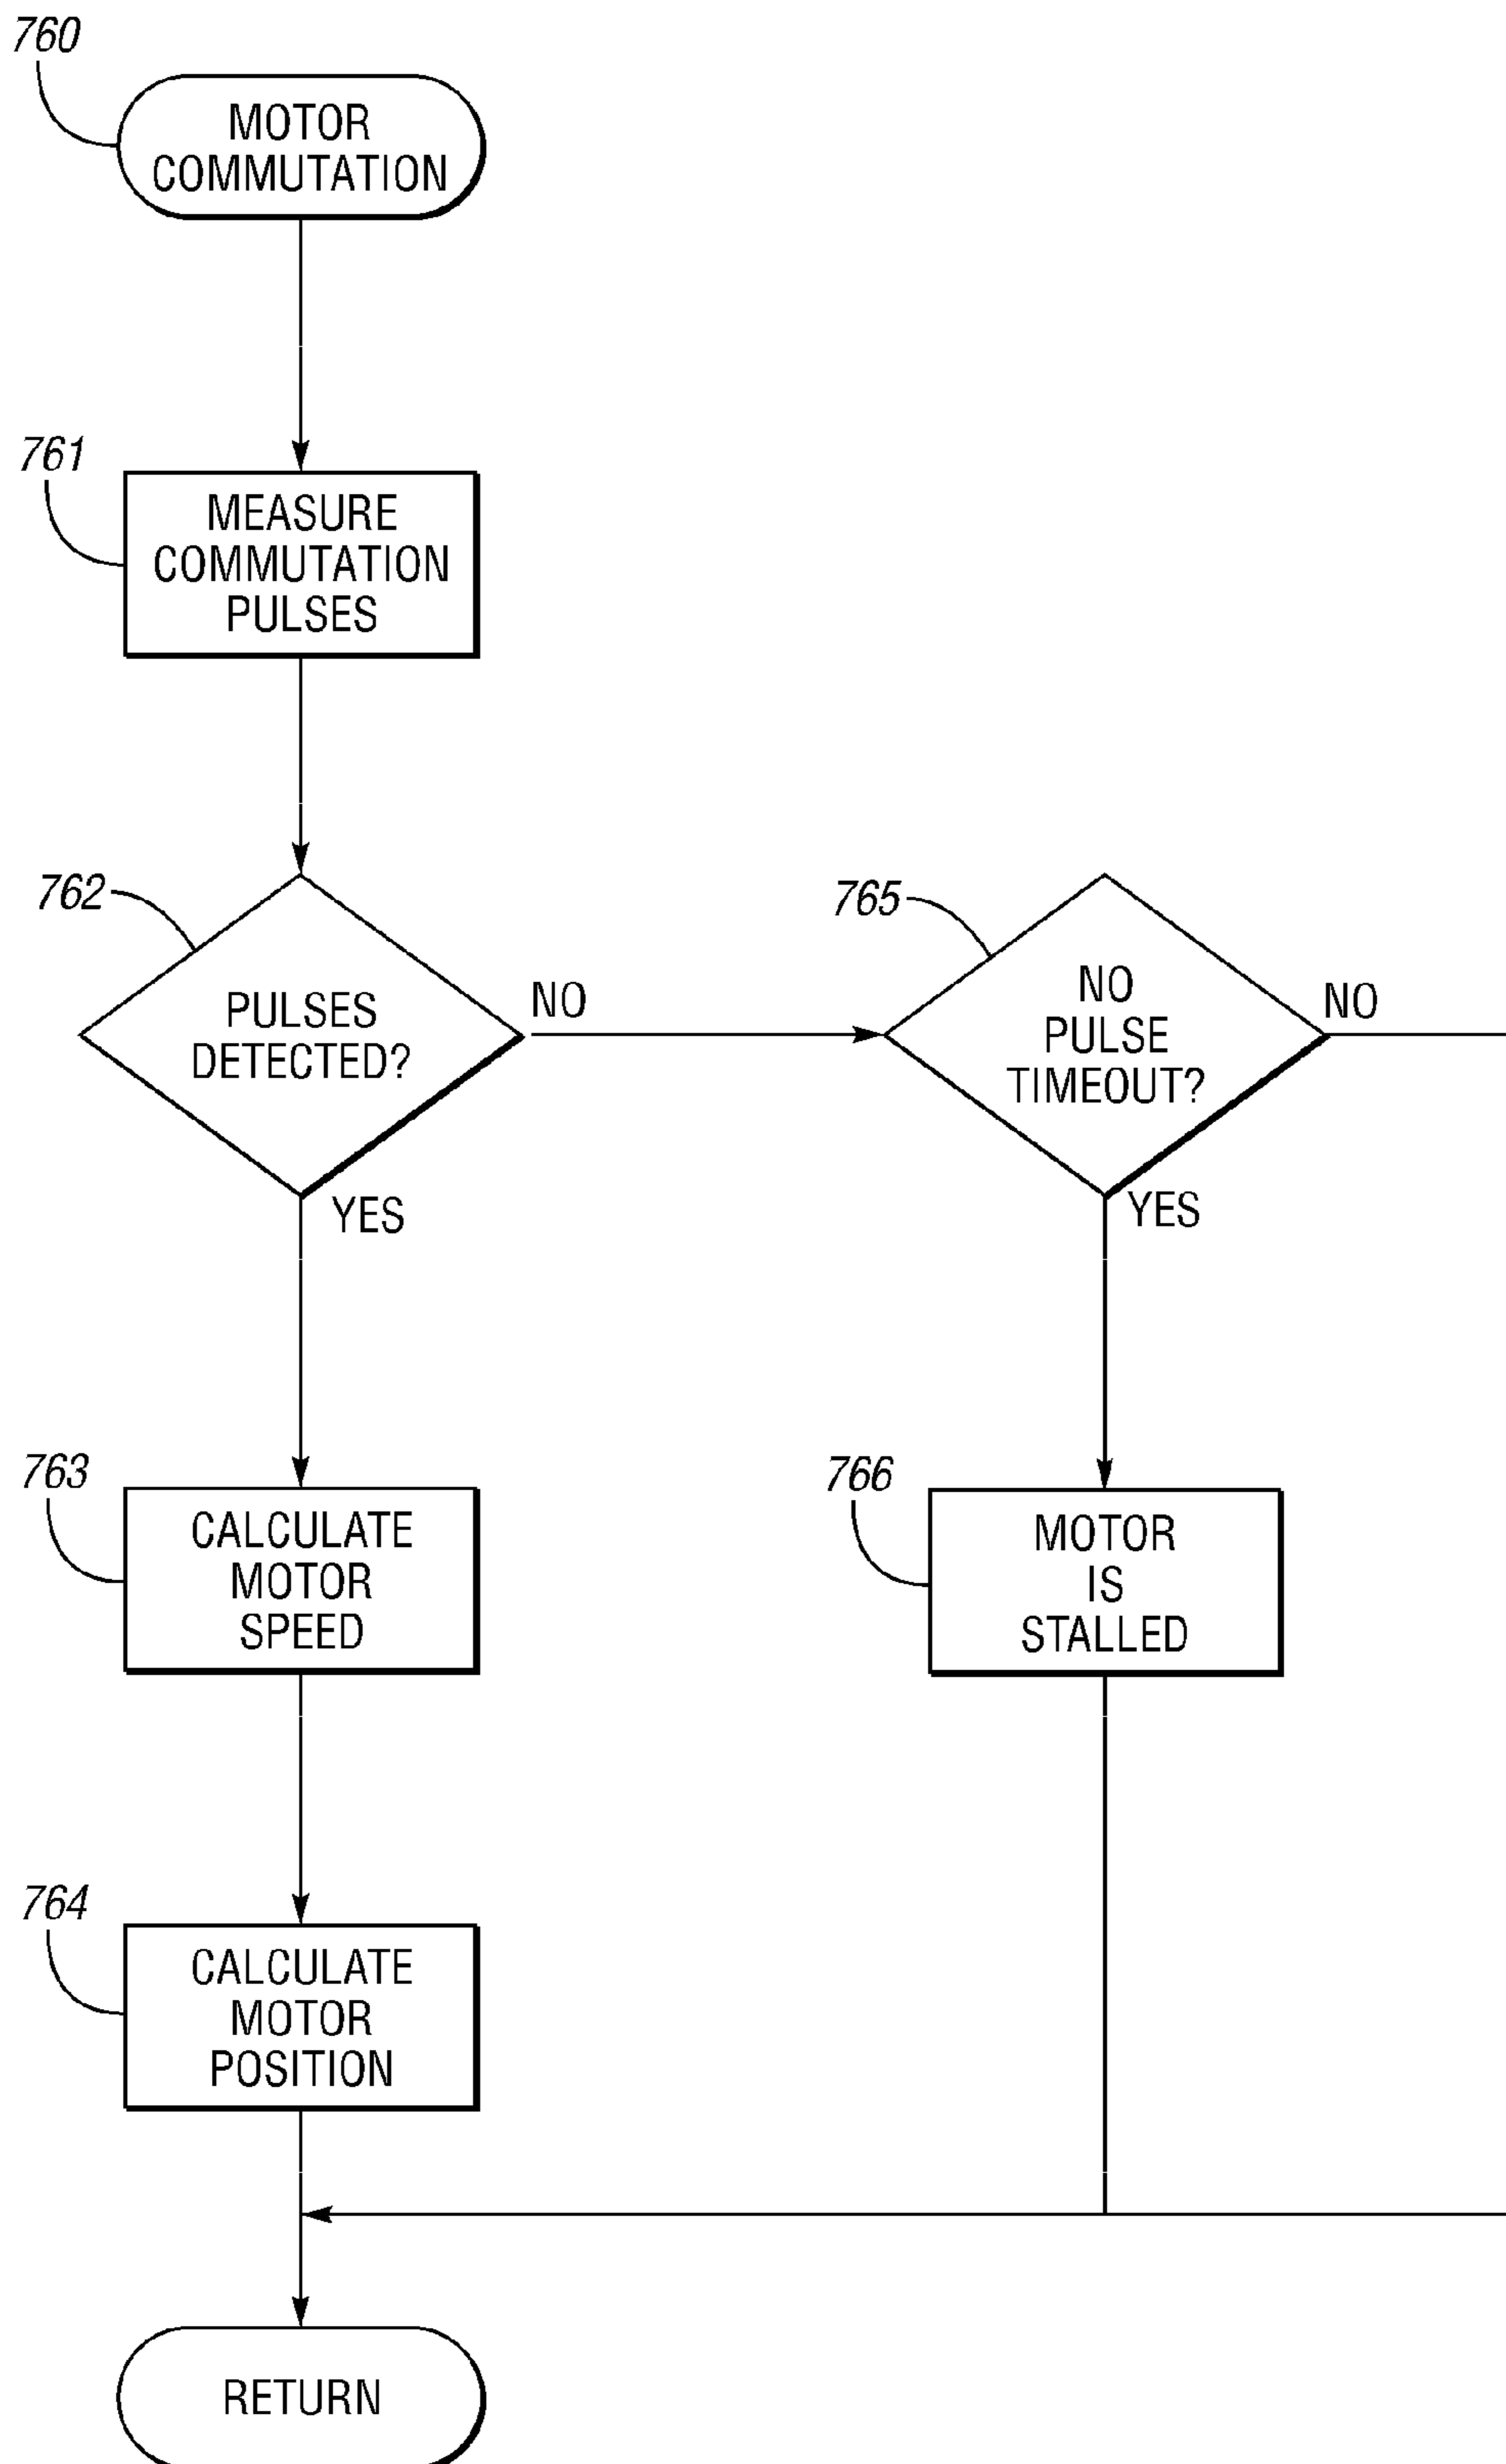 760
MOTOR
COMMUTATION
761
MEASURE
COMMUTATION
PULSES
762
PULSES
DETECTED?
NO
YES
765
NO
PULSE
TIMEOUT?
NO
YES
763
CALCULATE
MOTOR
SPEED
766
MOTOR
IS
STALLED
764
CALCULATE
MOTOR
POSITION
RETURN